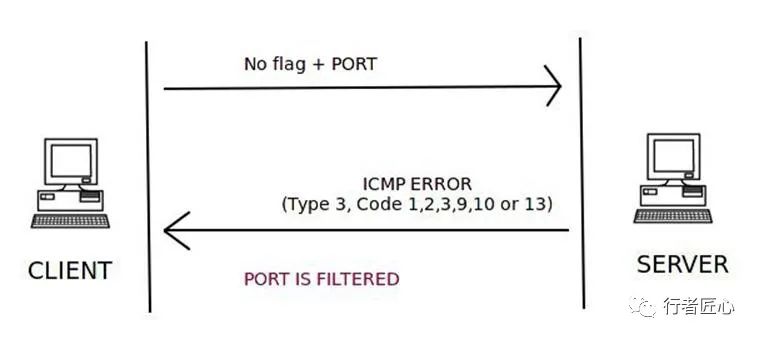 No flag + PORT
ICMP ERROR
(Type 3, Code 1,2,3,9,10 or 13)
CLIENT
PORT IS FILTERED
SERVER
行者匠心